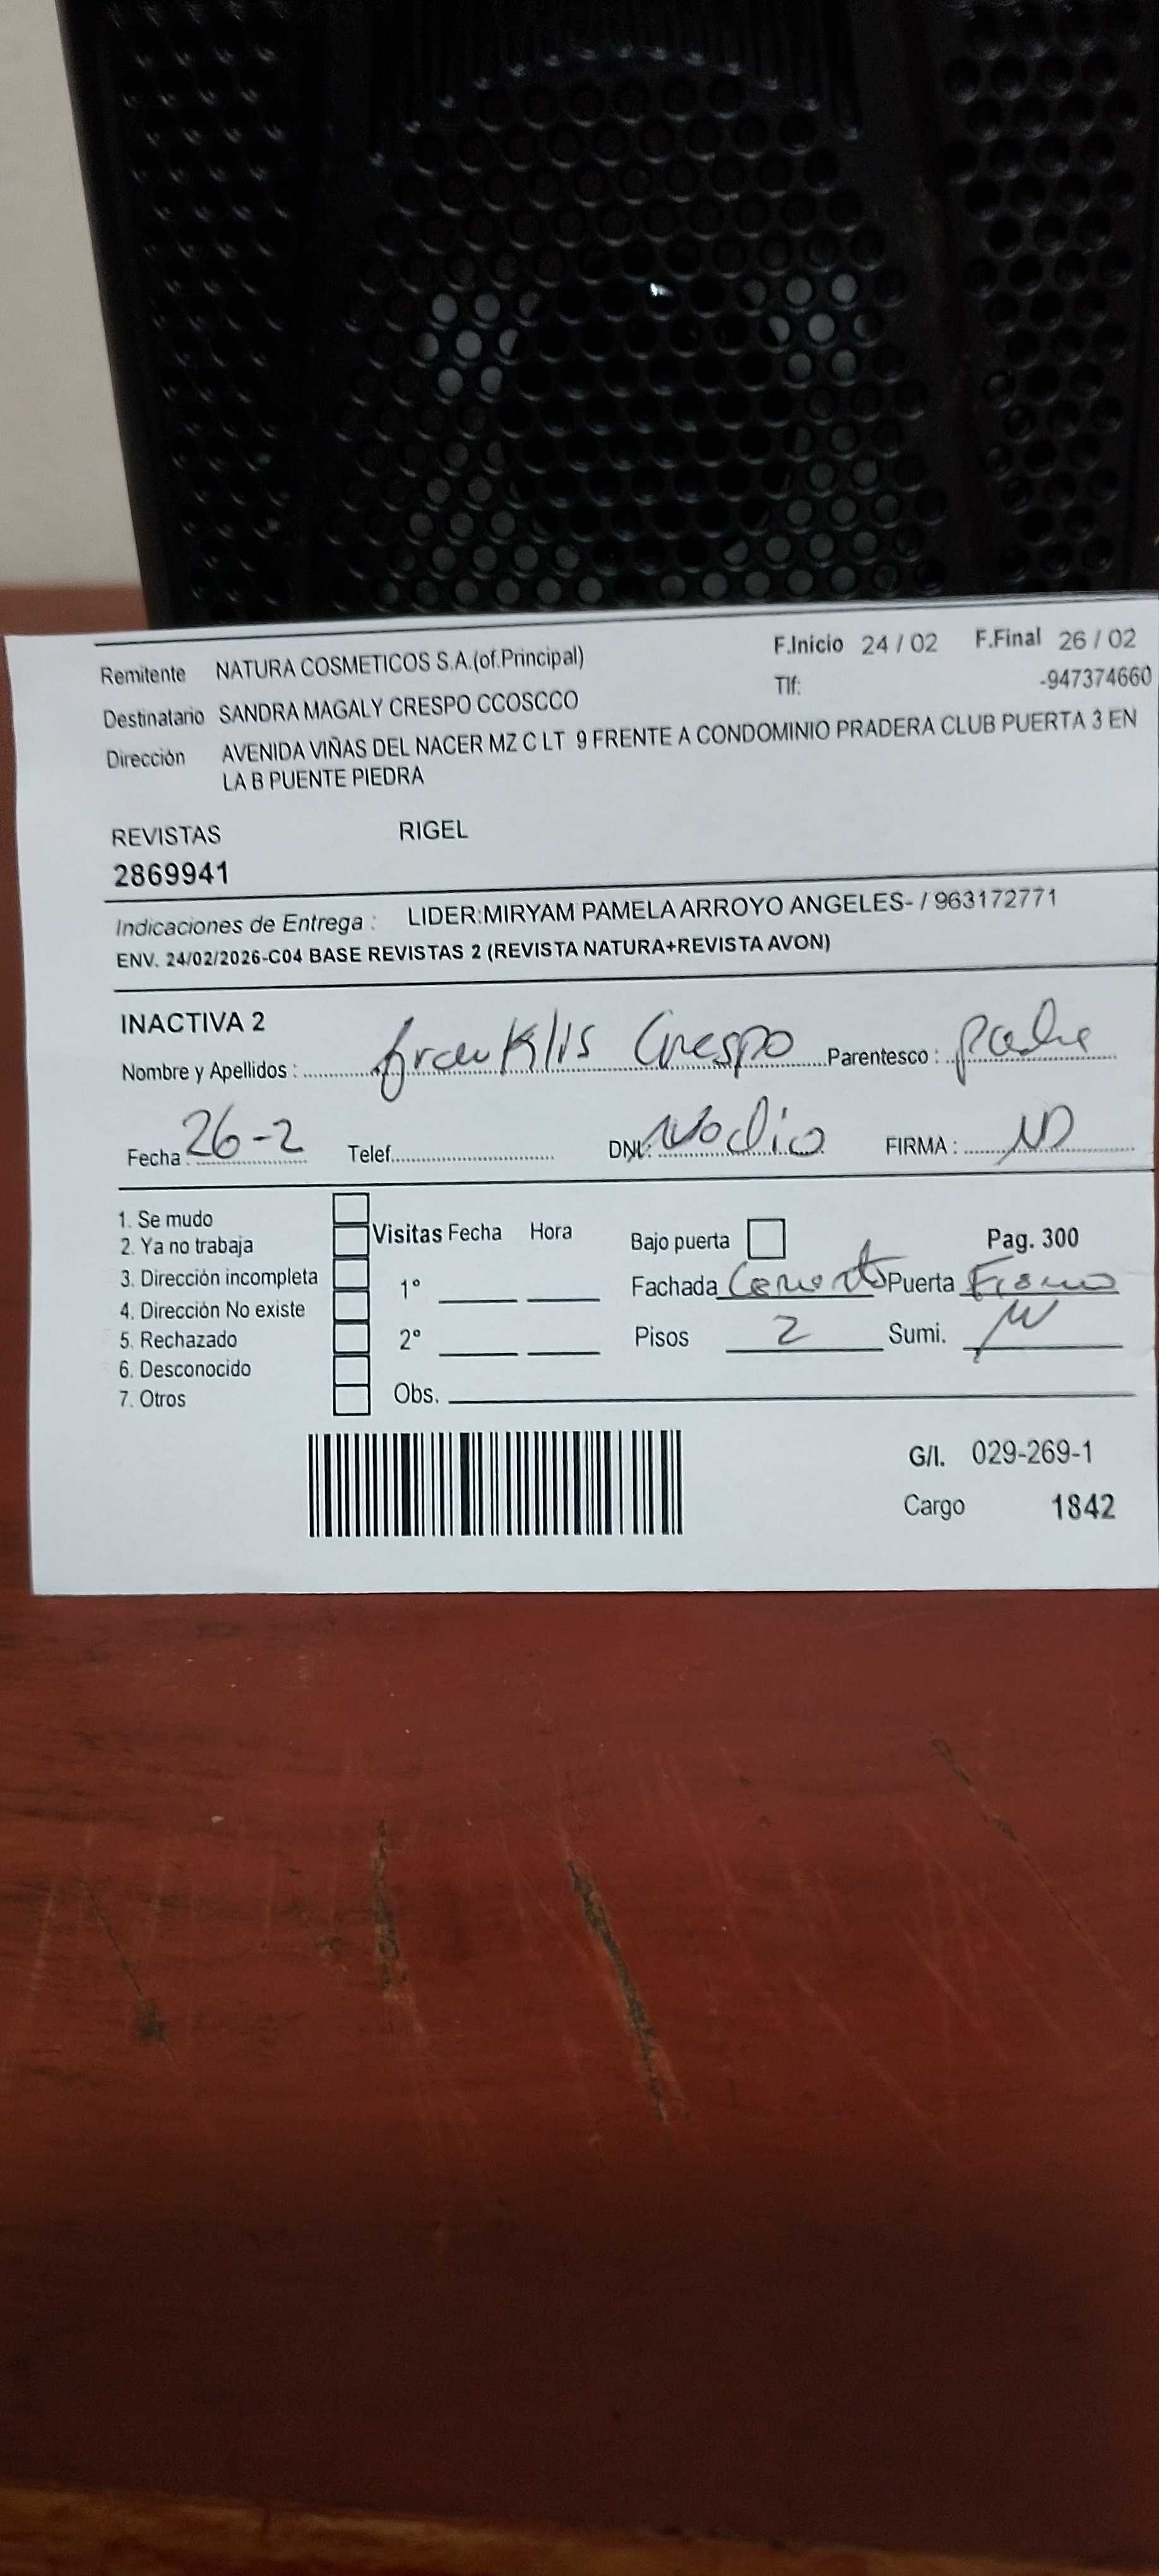 Remitente NATURA COSMETICOS S.A.(of.Principal) F.Inicio 24 / 02 F.Final 26 / 02
Destinatario SANDRA MAGALY CRESPO CCOSCCO Tlf: -947374660
Dirección AVENIDA VIÑAS DEL NACER MZ C LT 9 FRENTE A CONDOMINIO PRADERA CLUB PUERTA 3 EN
LA B PUENTE PIEDRA
REVISTAS RIGEL
2869941
Indicaciones de Entrega : LIDER:MIRYAM PAMELA ARROYO ANGELES- / 963172771
ENV. 24/02/2026-C04 BASE REVISTAS 2 (REVISTA NATURA+REVISTA AVON)
INACTIVA 2
Nombre y Apellidos : Crespo Parentesco : padre
Fecha : 26-2 Telef. DNI: No dio FIRMA :
1. Se mudo
2. Ya no trabaja
3. Dirección incompleta
4. Dirección No existe
5. Rechazado
6. Desconocido
7. Otros
Visitas Fecha Hora
1°
2°
Obs.
Bajo puerta Pag. 300
Fachada Cemento Puerta
Pisos 2 Sumi.
G/I. 029-269-1
Cargo 1842